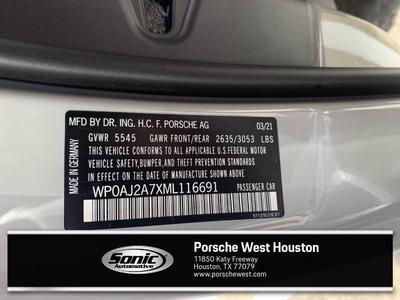 MFD BY DR. ING. H.C. F. PORSCHE AG 03/21
GVWR 5545 GAWR FRONT/REAR 2635/3053 LBS
THIS VEHICLE CONFORMS TO ALL
APPLICABLE U.S. FEDERAL MOTOR
VEHICLE SAFETY, BUMPER, AND
THEFT PREVENTION STANDARDS
IN EFFECT ON THE DATE
OF MANUFACTURE SHOWN ABOVE
WP0AJ2A7XML116691 PASSENGER CAR
MADE IN GERMANY
Sonic
Automotive
Porsche West Houston
11850 Katy Freeway
Houston, TX 77079
www.porschewest.com